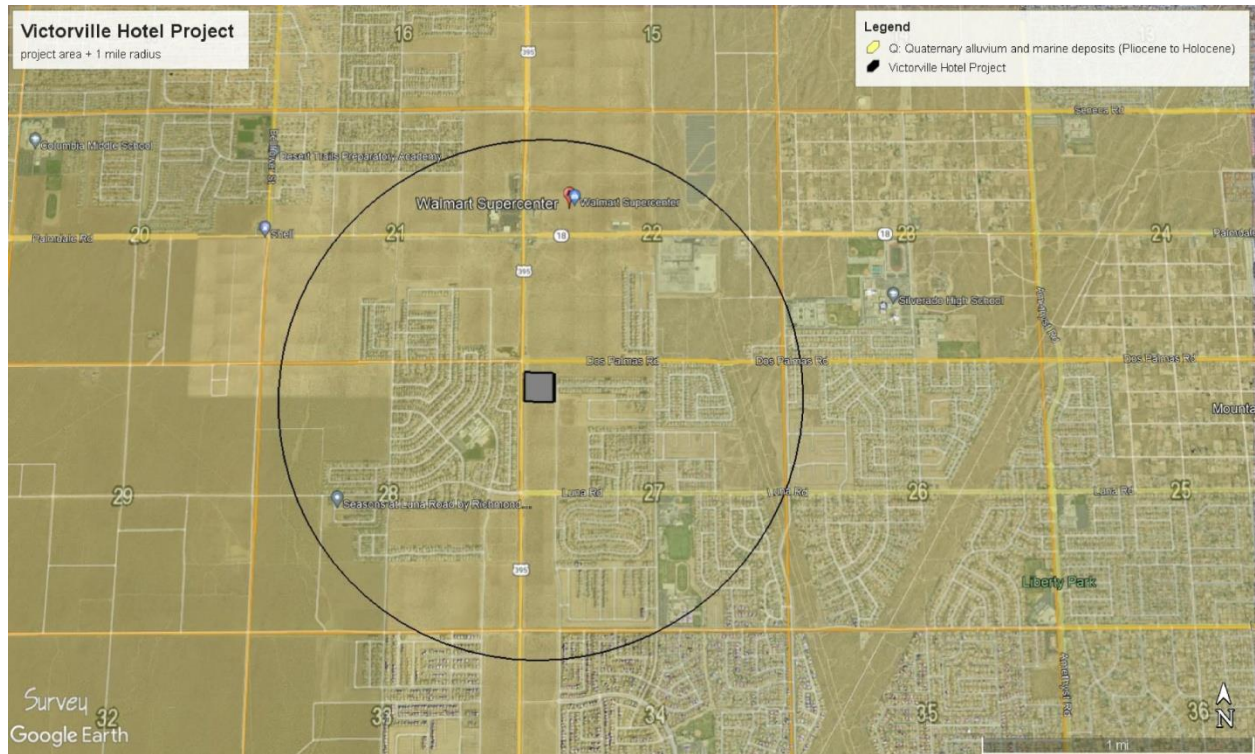 Victorville Hotel Project
project area + 1 mile radius
Legend
Q: Quaternary alluvium and marine deposits (Pliocene to Holocene)
Victorville Hotel Project
16
15
395
Seneca Rd
Columbia Middle School
Desert Trails Preparatory Academy...
Walmart Supercenter
Walmart Supercenter
Shell
Palmdale Rd
20
21
18
22
18
23
24
395
Silverado High School
Dos Palmas Rd
Dos Palmas Rd
Dos Palmas Rd
29
28
Seasons at Luna Road by Richmond...
Luna Rd
27
Luna Rd
26
Luna Rd
25
395
Liberty Park
Survey
Google Earth
32
33
34
35
36
N
1 mi